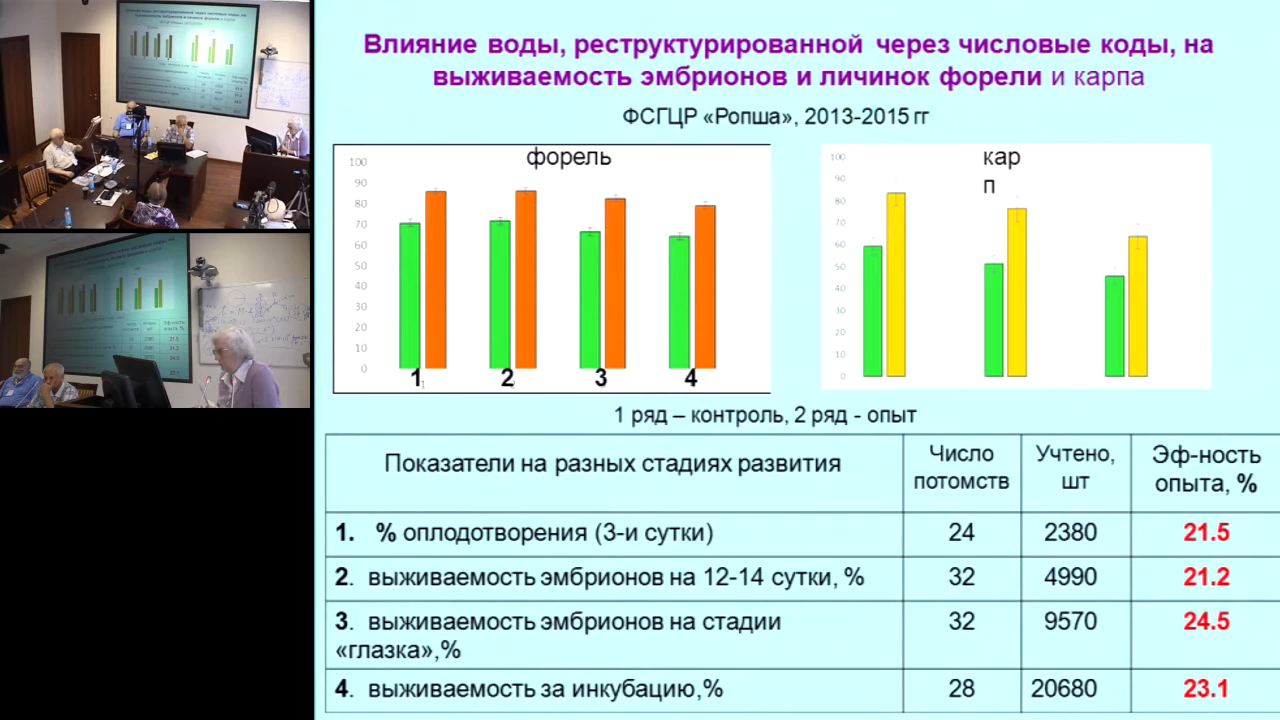 Влияние воды, реструктурированной через числовые коды, на
выживаемость эмбрионов и личинок форели и карпа
ФСГЦР «Ропша», 2013-2015 гг
форель
100
90
80
70
60
50
40
30
20
10
0
1
2
3
4
1
кар
п
100
90
80
70
60
50
40
30
20
10
0
1 ряд – контроль, 2 ряд - опыт
Показатели на разных стадиях развития
Число
потомств
Учтено,
шт
Эф-ность
опыта, %
1. % оплодотворения (3-и сутки)
24
2380
21.5
2. выживаемость эмбрионов на 12-14 сутки, %
32
4990
21.2
3. выживаемость эмбрионов на стадии
«глазка»,%
32
9570
24.5
4. выживаемость за инкубацию,%
28
20680
23.1